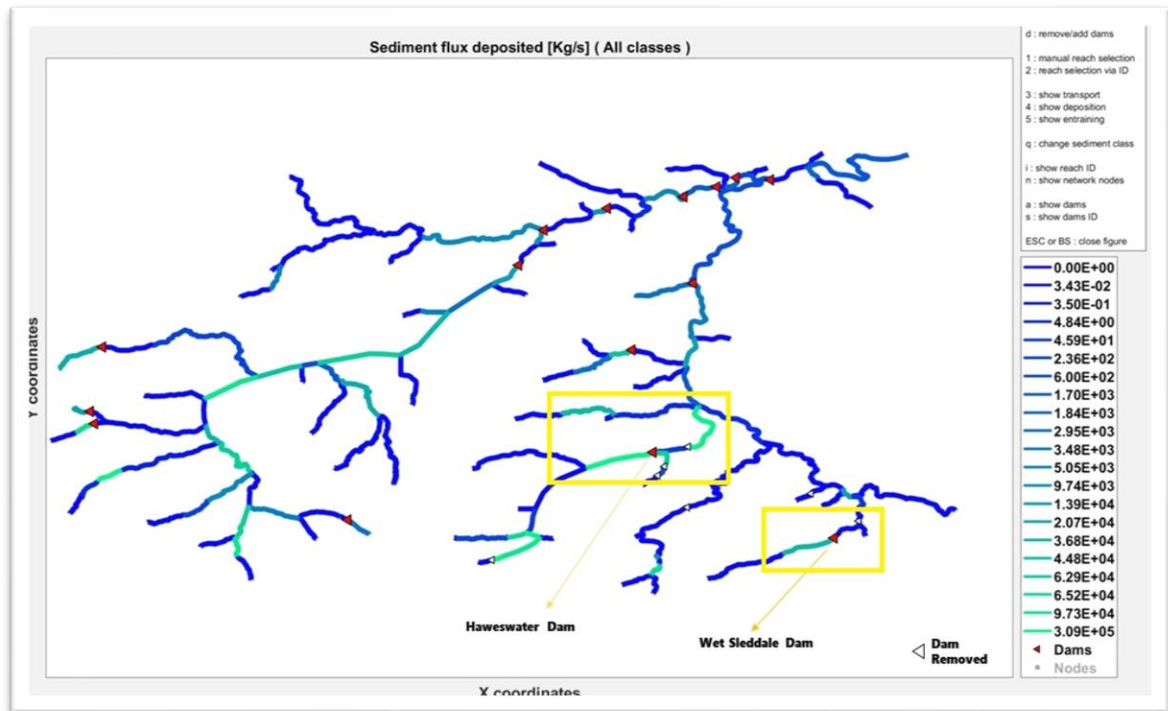 Sediment flux deposited [Kg/s] ( All classes )
d : remove/add dams
1 : manual reach selection
2 : reach selection via ID
3 : show transport
4 : show deposition
5 : show entraining
q : change sediment class
i : show reach ID
n : show network nodes
a : show dams
s : show dams ID
ESC or BS : close figure
Y coordinates
0.00E+00
3.43E-02
3.50E-01
4.84E+00
4.59E+01
2.36E+02
6.00E+02
1.70E+03
1.84E+03
2.95E+03
3.48E+03
5.05E+03
9.74E+03
1.39E+04
2.07E+04
3.68E+04
4.48E+04
6.29E+04
6.52E+04
9.73E+04
3.09E+05
Dams
Nodes
Haweswater Dam
Wet Sleddale Dam
Dam
Removed
X coordinates